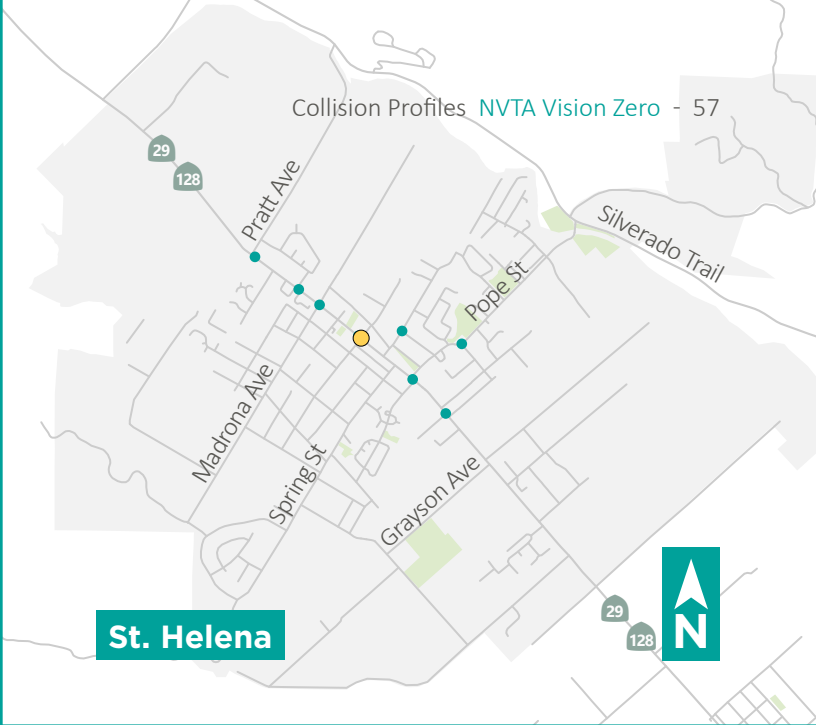 Collision Profiles NVTA Vision Zero - 57
29
128
Pratt Ave
Silverado Trail
Pope St
Madrona Ave
Spring St
Grayson Ave
29
128
St. Helena
N